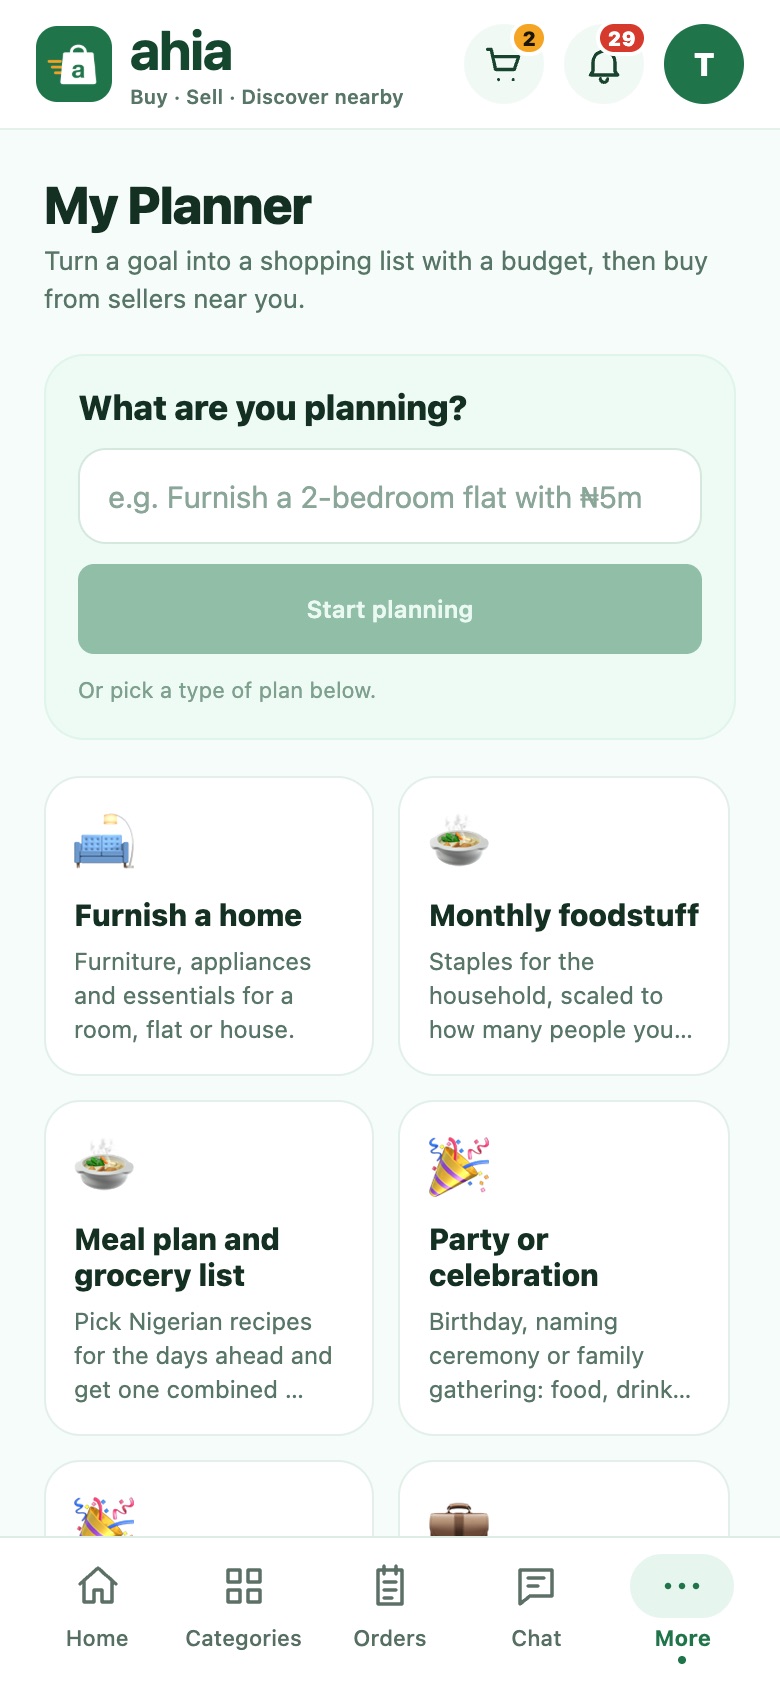 ahia
Buy · Sell · Discover nearby
2
29
T
a
My Planner
Turn a goal into a shopping list with a budget, then buy
from sellers near you.
What are you planning?
e.g. Furnish a 2-bedroom flat with ₦5m
Start planning
Or pick a type of plan below.
Furnish a home
Furniture, appliances
and essentials for a
room, flat or house.
Monthly foodstuff
Staples for the
household, scaled to
how many people you...
Meal plan and
grocery list
Pick Nigerian recipes
for the days ahead and
get one combined ...
Party or
celebration
Birthday, naming
ceremony or family
gathering: food, drink...
Home
Categories
Orders
Chat
More